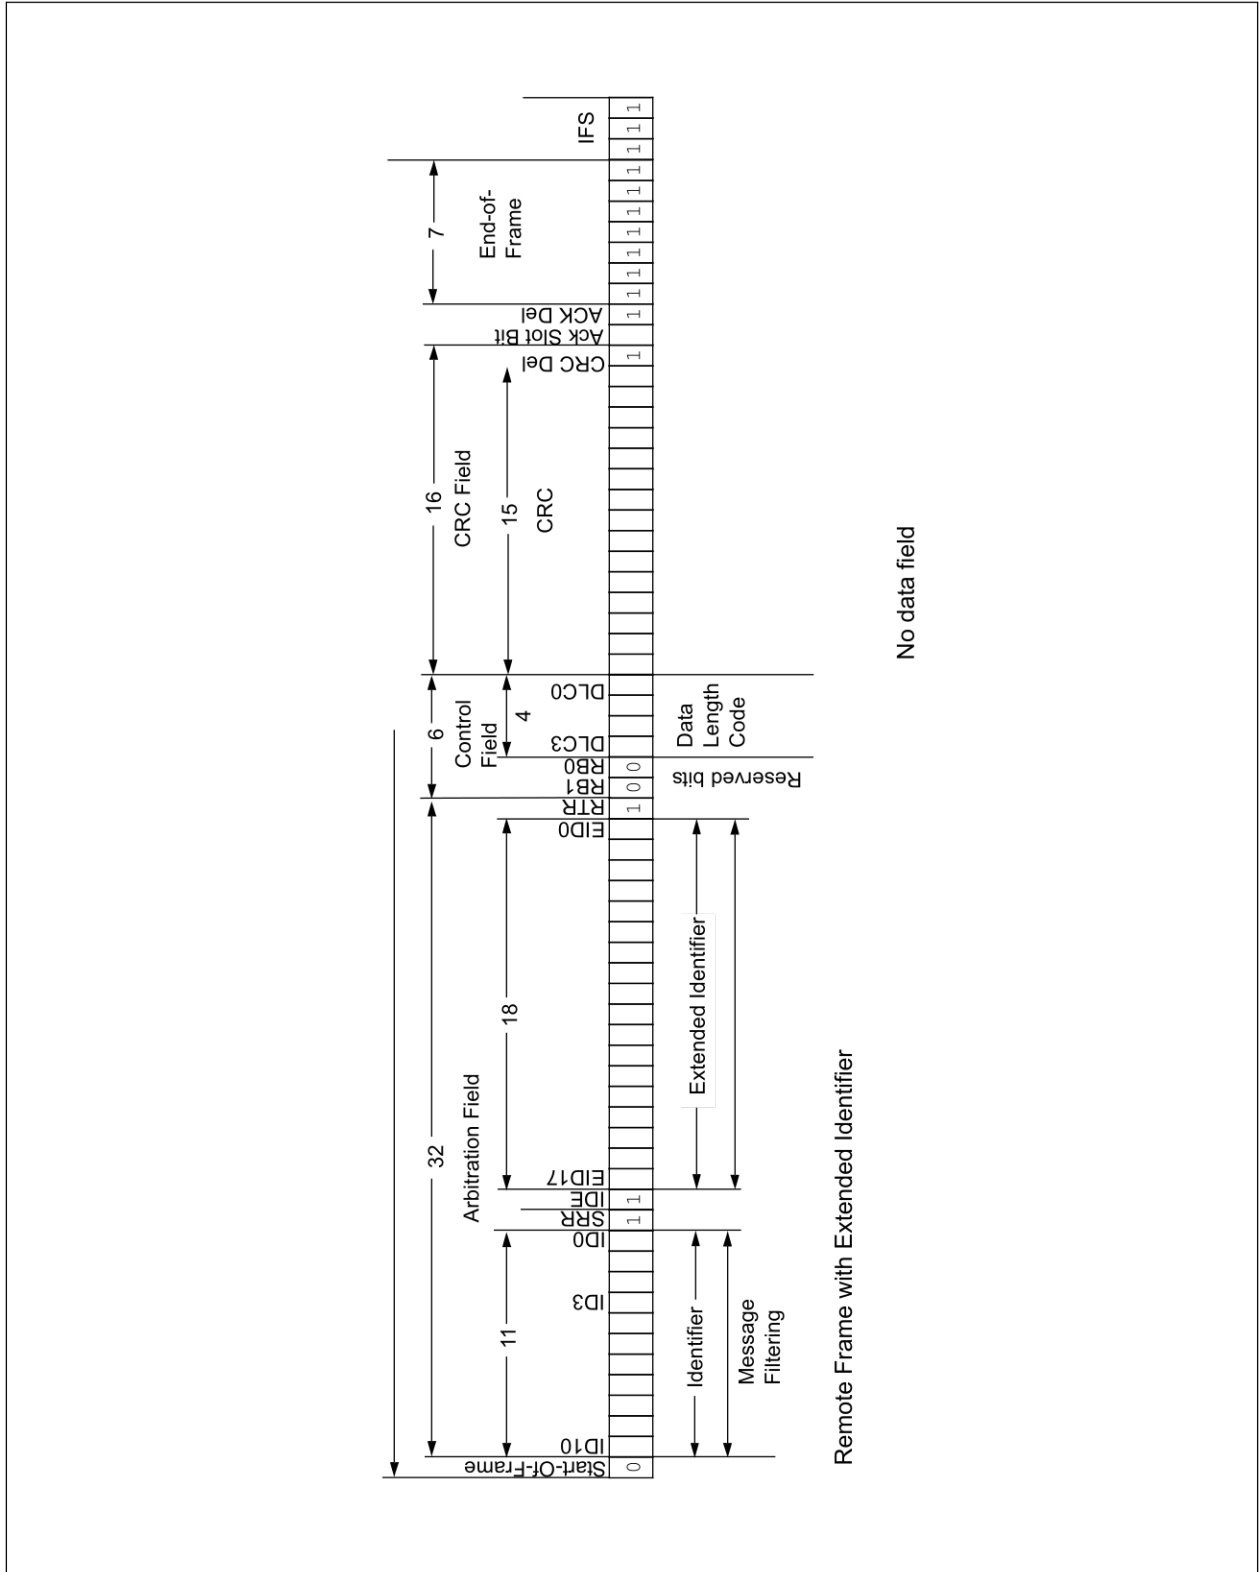 Remote Frame with Extended Identifier
No data field
32
Arbitration Field
6
Control
Field
16
CRC Field
7
End-of-
Frame
IFS
11
18
4
15
CRC
Start-Of-Frame
ID10
ID3
ID0
SRR
IDE
EID17
EID0
RTR
RB1
RB0
DLC3
DLC0
CRC Del
Ack Slot Bit
ACK Del
0
1
1
1
0
0
1
1
1
1
1
1
1
1
1
1
1
1
Identifier
Message
Filtering
Extended Identifier
Reserved bits
Data
Length
Code